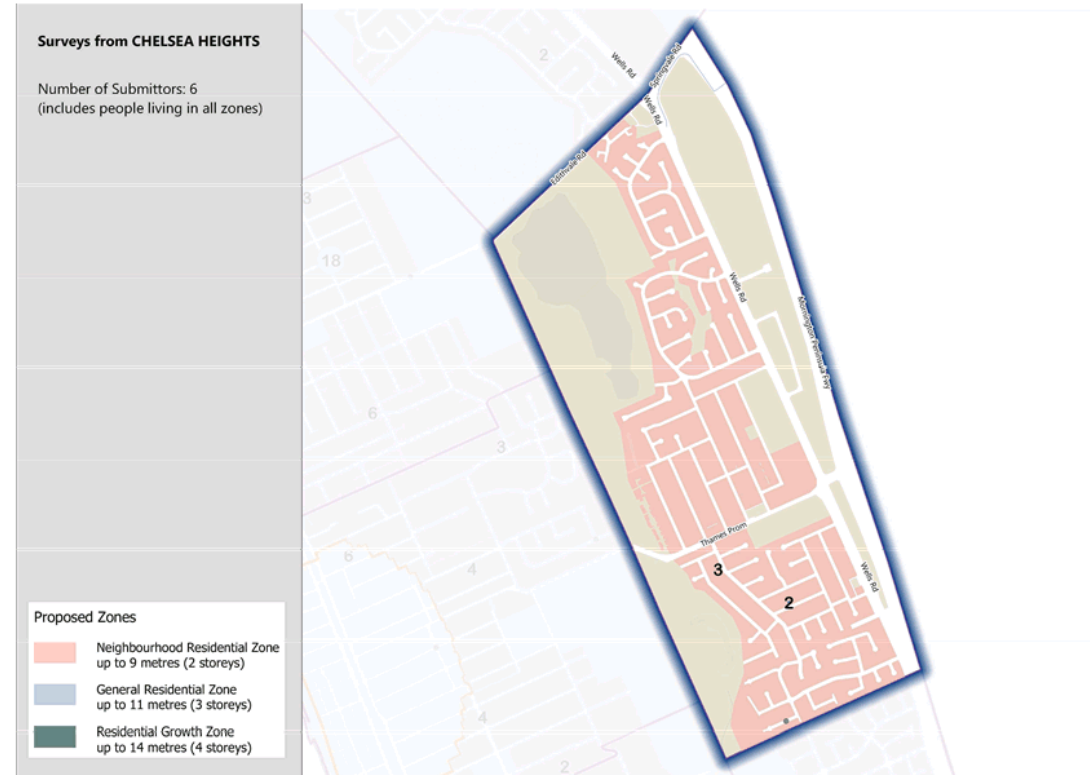 Surveys from CHELSEA HEIGHTS
Number of Submittors: 6
(includes people living in all zones)
2
Wells Rd
Springvale Rd
Wells Rd
Edithvale Rd
3
18
Wells Rd
Mornington Peninsula Fwy
6
3
Thames Prom
6
4
3
Wells Rd
2
4
2
Proposed Zones
Neighbourhood Residential Zone
up to 9 metres (2 storeys)
General Residential Zone
up to 11 metres (3 storeys)
Residential Growth Zone
up to 14 metres (4 storeys)